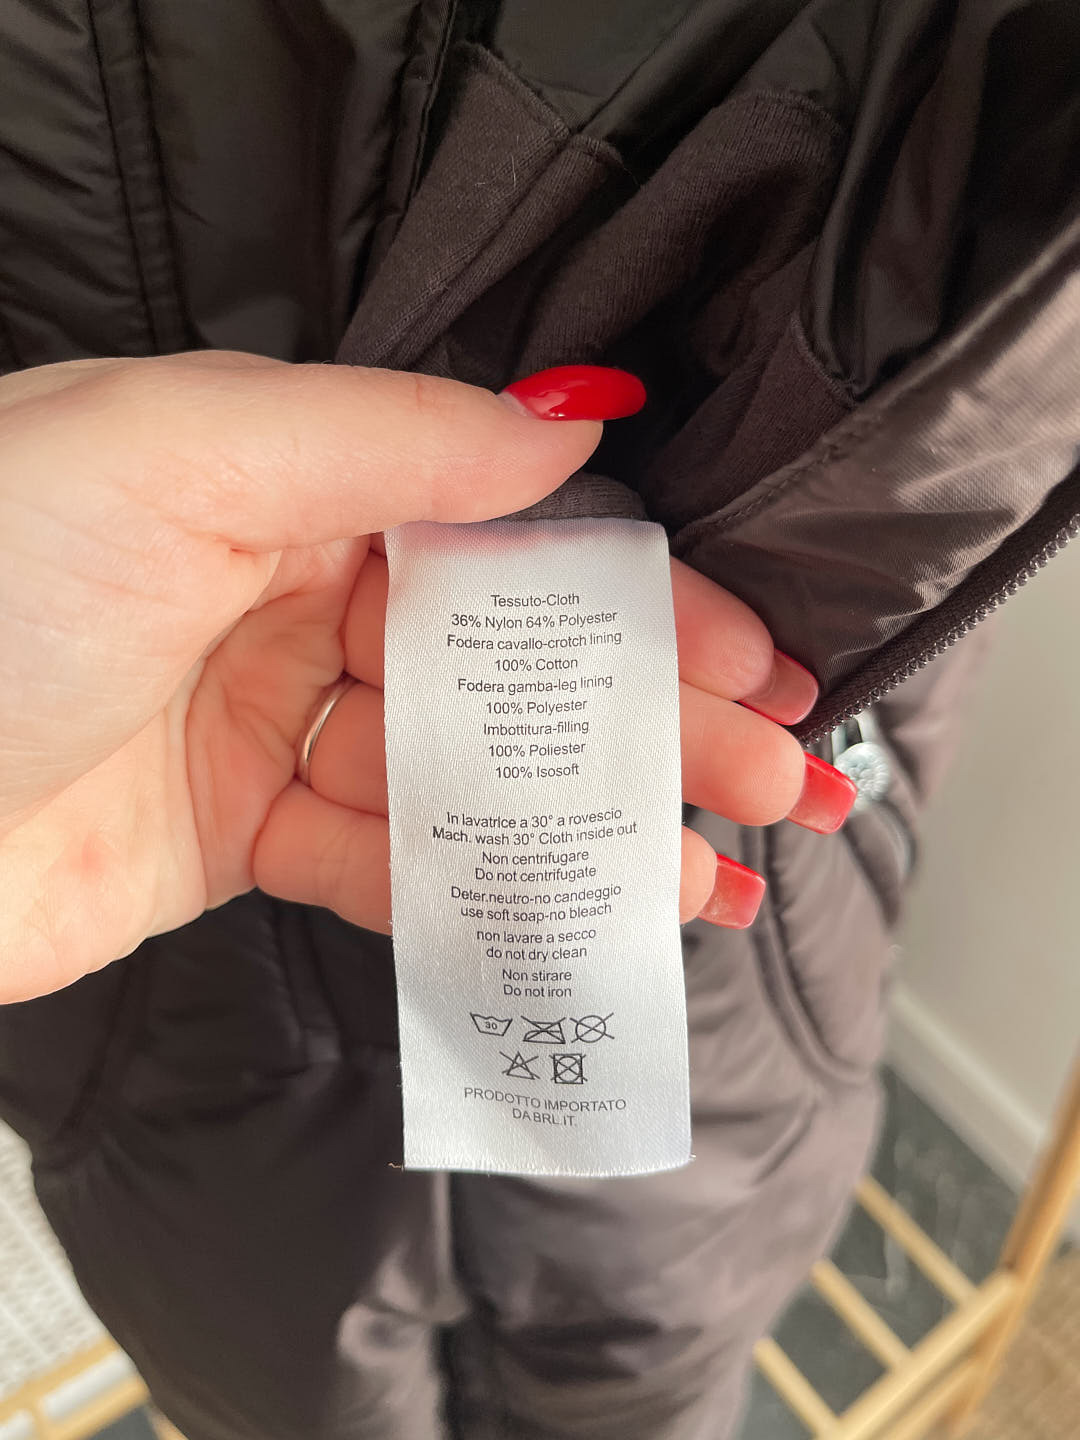 Tessuto-Cloth
36% Nylon 64% Polyester
Fodera cavallo-crotch lining
100% Cotton
Fodera gamba-leg lining
100% Polyester
Imbottitura-filling
100% Poliester
100% Isosoft
In lavatrice a 30° a rovescio
Mach. wash 30° Cloth inside out
Non centrifugare
Do not centrifugate
Deter.neutro-no candeggio
use soft soap-no bleach
non lavare a secco
do not dry clean
Non stirare
Do not iron
30
PRODOTTO IMPORTATO
DA BRL.IT.